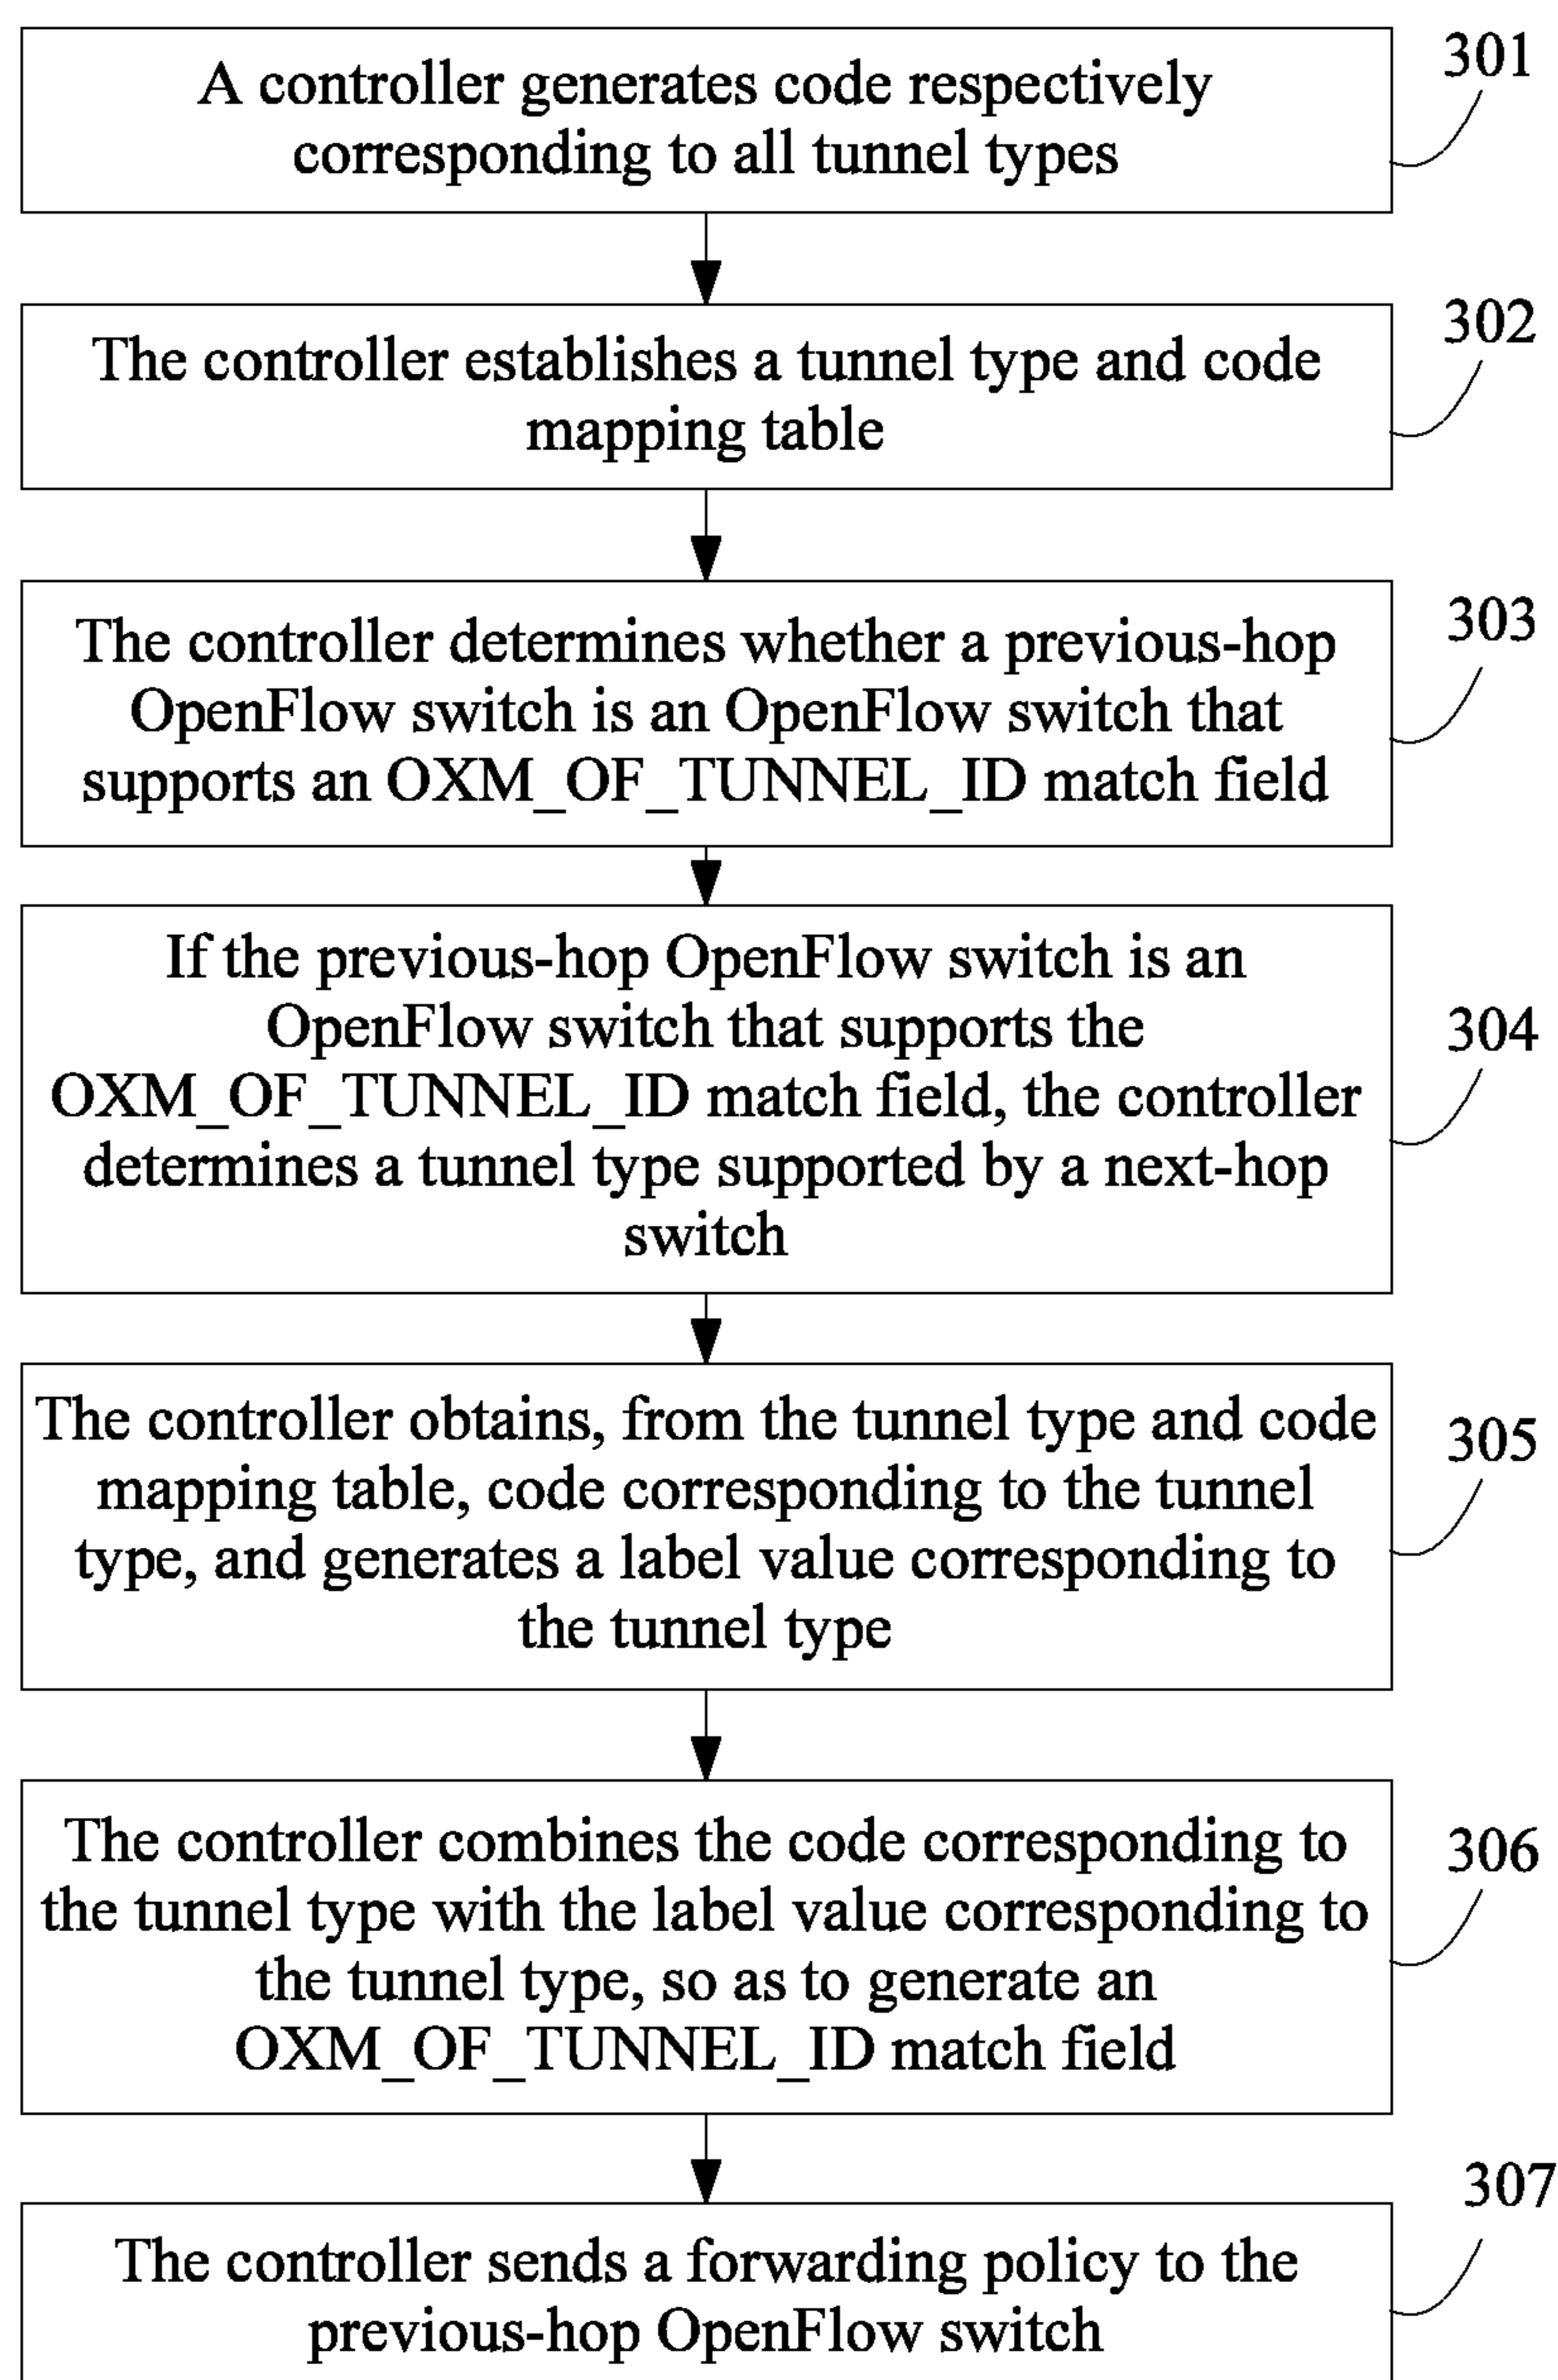 A controller generates code respectively
corresponding to all tunnel types
301
The controller establishes a tunnel type and code
mapping table
302
The controller determines whether a previous-hop
OpenFlow switch is an OpenFlow switch that
supports an OXM_OF_TUNNEL_ID match field
303
If the previous-hop OpenFlow switch is an
OpenFlow switch that supports the
OXM_OF_TUNNEL_ID match field, the controller
determines a tunnel type supported by a next-hop
switch
304
The controller obtains, from the tunnel type and code
mapping table, code corresponding to the tunnel
type, and generates a label value corresponding to
the tunnel type
305
The controller combines the code corresponding to
the tunnel type with the label value corresponding to
the tunnel type, so as to generate an
OXM_OF_TUNNEL_ID match field
306
The controller sends a forwarding policy to the
previous-hop OpenFlow switch
307